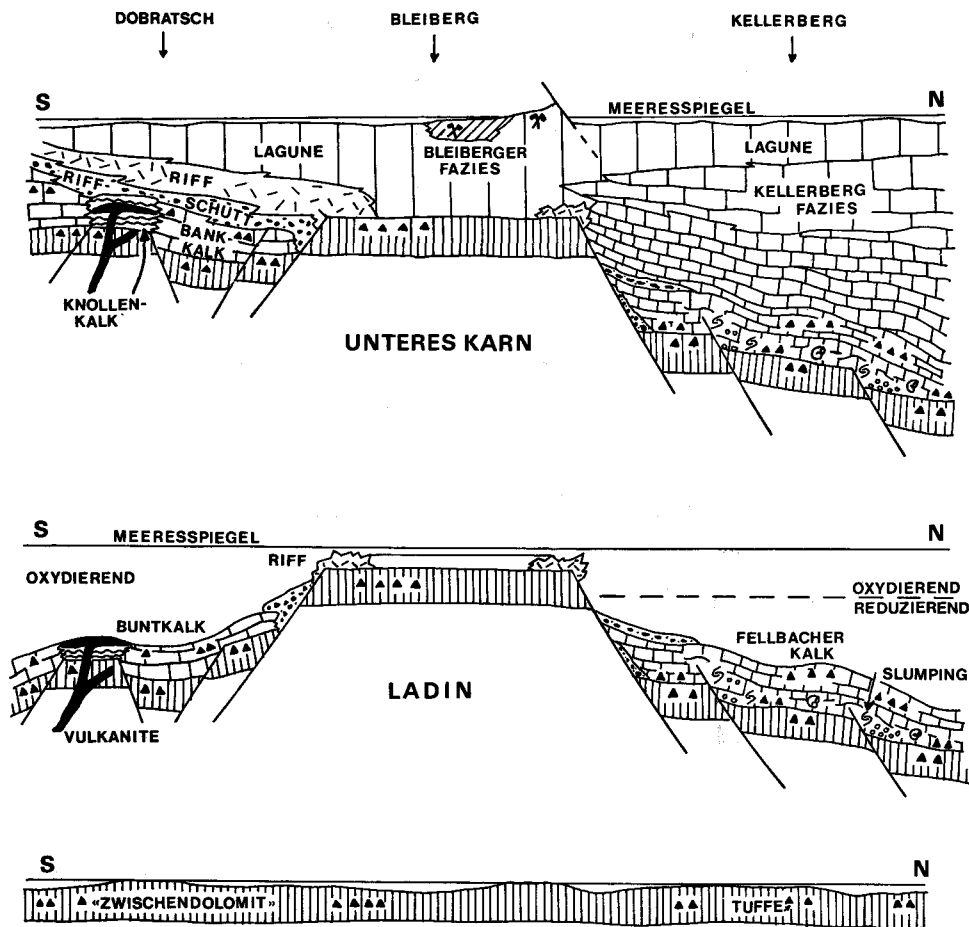 DOBRATSCH
BLEIBERG
KELLERBERG
S
N
MEERESSPIEGEL
LAGUNE
BLEIBERGER
FAZIES
LAGUNE
RIFF
RIFF-
SCHUTT
BANK-
KALK
KELLERBERG
FAZIES
KNOLLEN-
KALK
UNTERES KARN
S
N
MEERESSPIEGEL
RIFF
OXYDIEREND
OXYDIEREND
REDUZIEREND
BUNTKALK
FELLBACHER
KALK
SLUMPING
LADIN
VULKANITE
S
N
«ZWISCHENDOLOMIT»
TUFFE